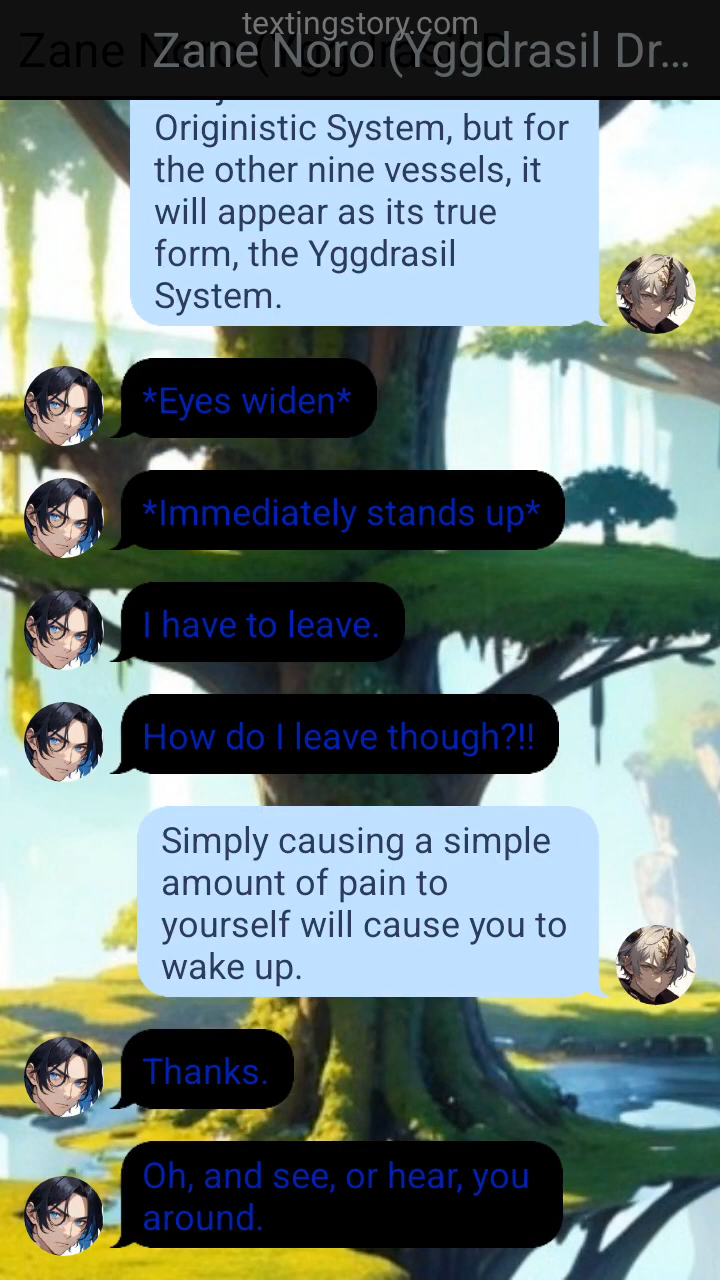 textingstory.com
Zane Noro (Yggdrasil Dr...
Originistic System, but for
the other nine vessels, it
will appear as its true
form, the Yggdrasil
System.
*Eyes widen*
*Immediately stands up*
I have to leave.
How do I leave though?!!
Simply causing a simple
amount of pain to
yourself will cause you to
wake up.
Thanks.
Oh, and see, or hear, you
around.